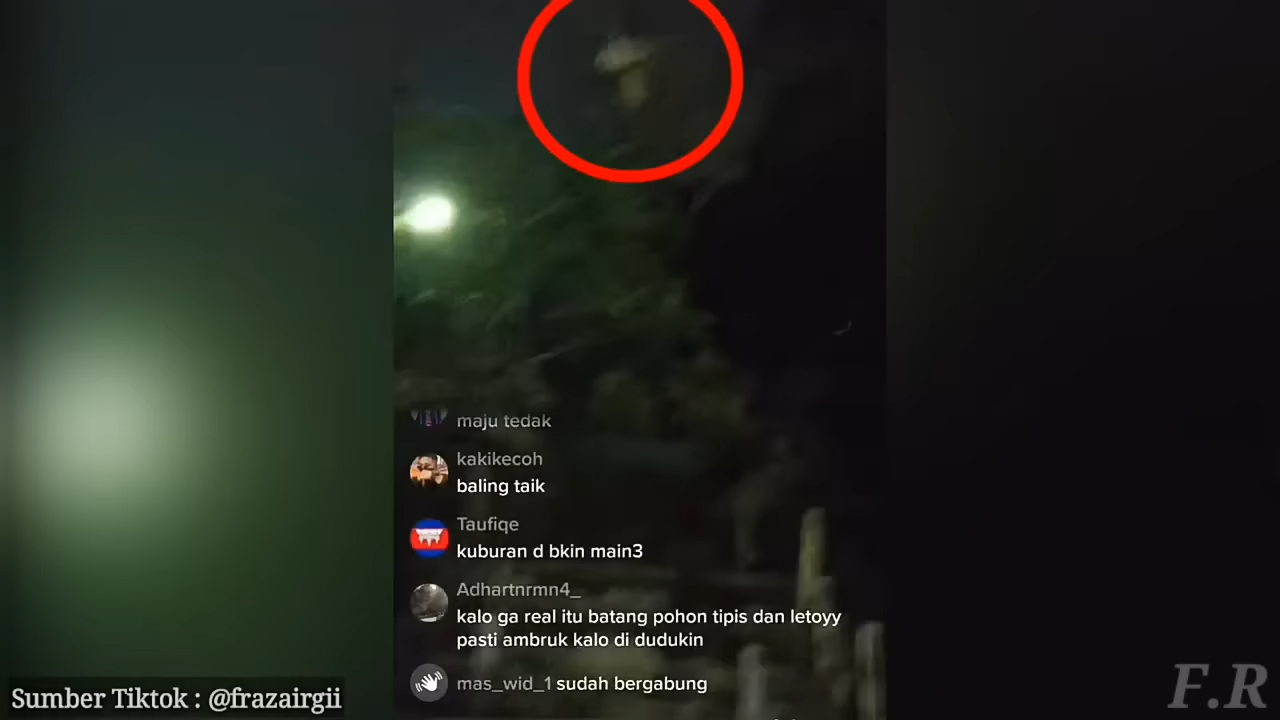 maju tedak
kakikecoh
baling taik
Taufiqe
kuburan d bkin main3
Adhartnrmn4_
kalo ga real itu batang pohon tipis dan letoyy
pasti ambruk kalo di dudukin
mas_wid_1 sudah bergabung
Sumber Tiktok : @frazairgii
F.R